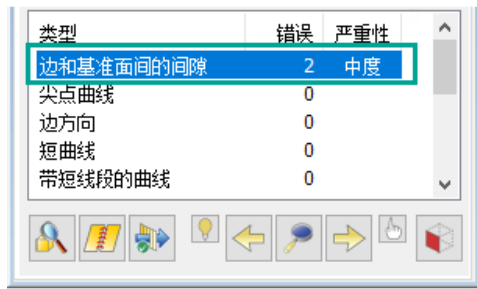 类型 错误 严重性
边和基准面间的间隙 2 中度
尖点曲线 0
边方向 0
短曲线 0
带短线段的曲线 0